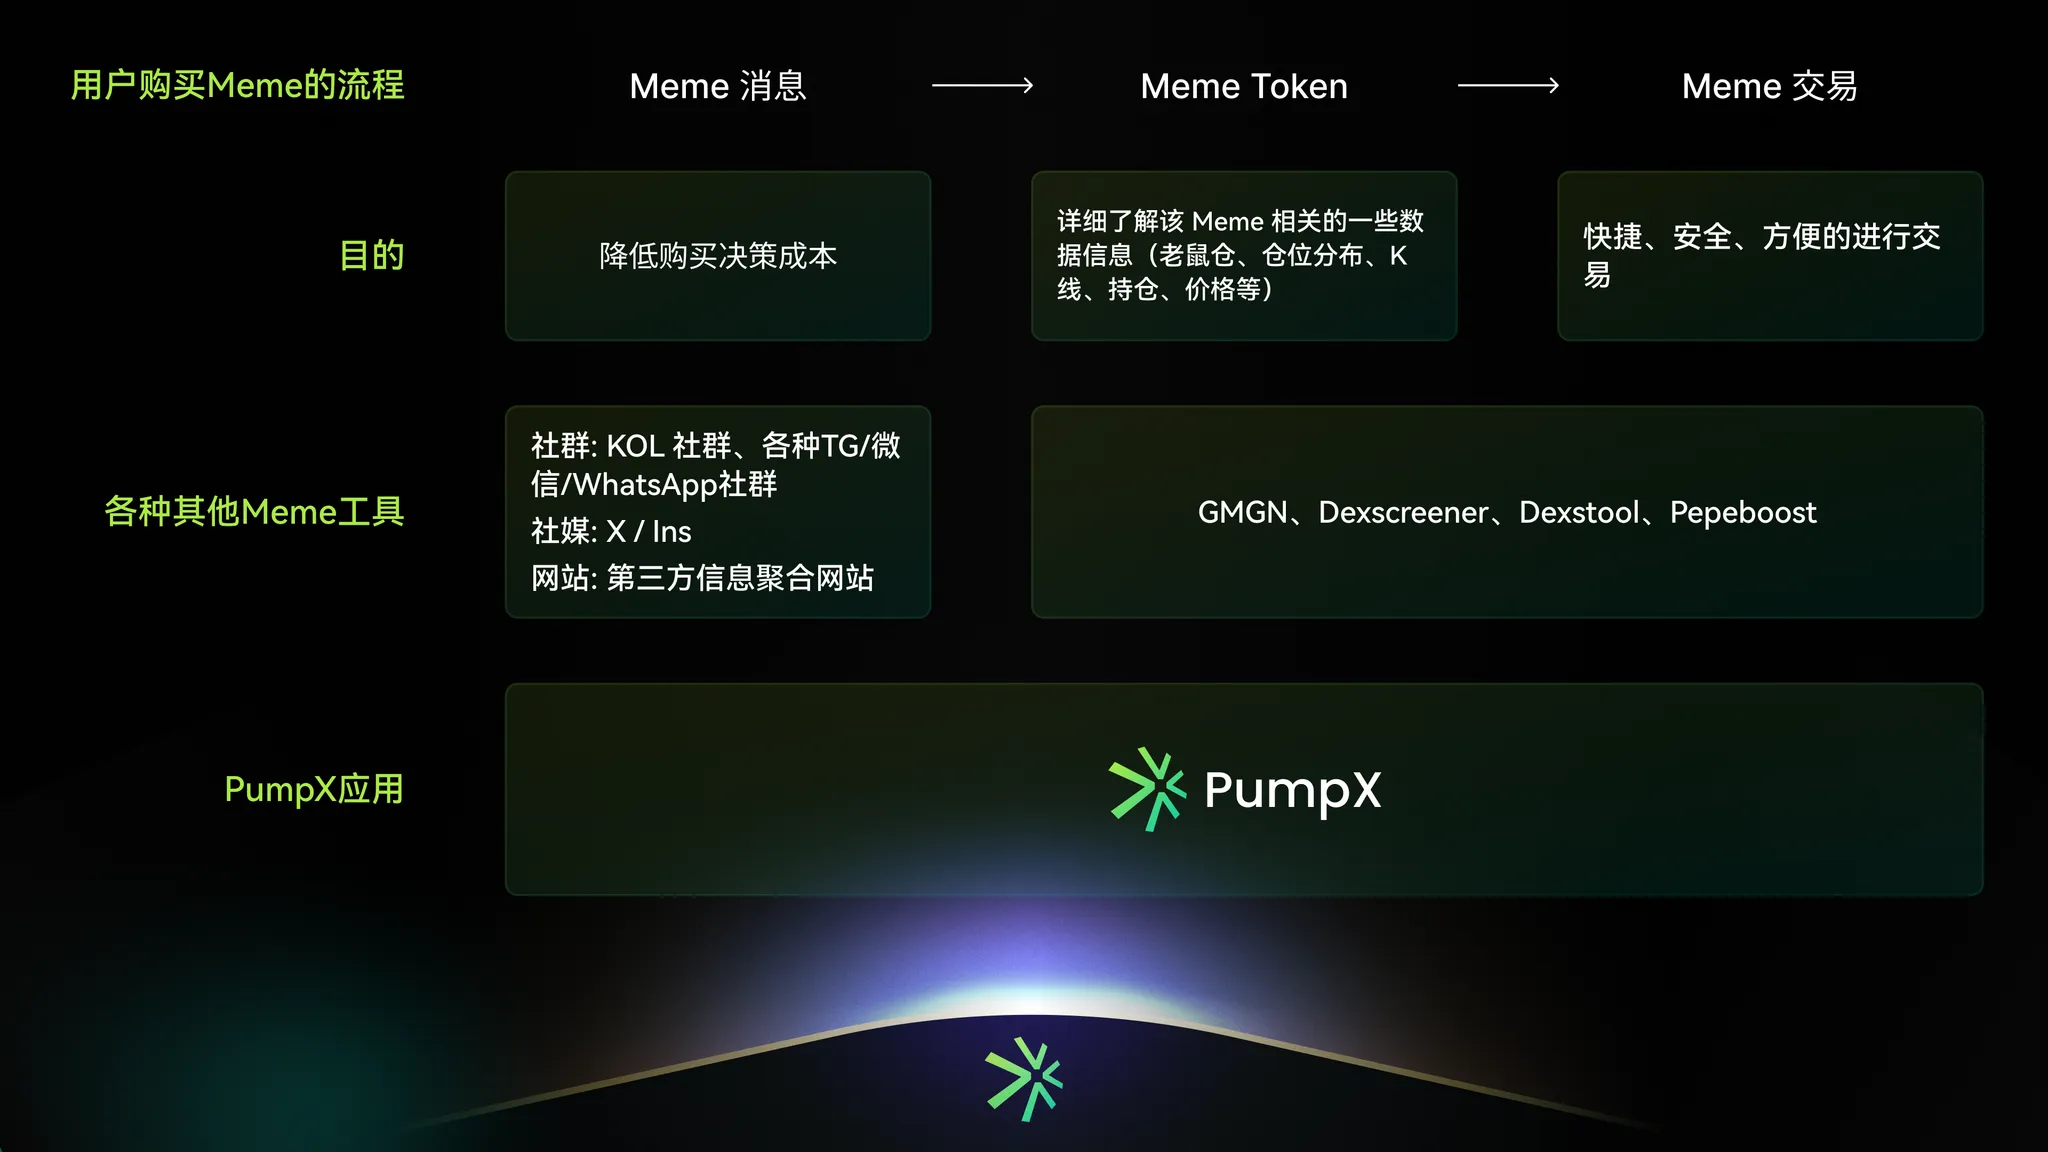 用户购买Meme的流程
Meme 消息
Meme Token
Meme 交易
目的
降低购买决策成本
详细了解该 Meme 相关的一些数
据信息（老鼠仓、仓位分布、K
线、持仓、价格等）
快捷、安全、方便的进行交
易
各种其他Meme工具
社群: KOL 社群、各种TG/微
信/WhatsApp社群
社媒: X / Ins
网站: 第三方信息聚合网站
GMGN、Dexscreener、Dexstool、Pepeboost
PumpX应用
PumpX